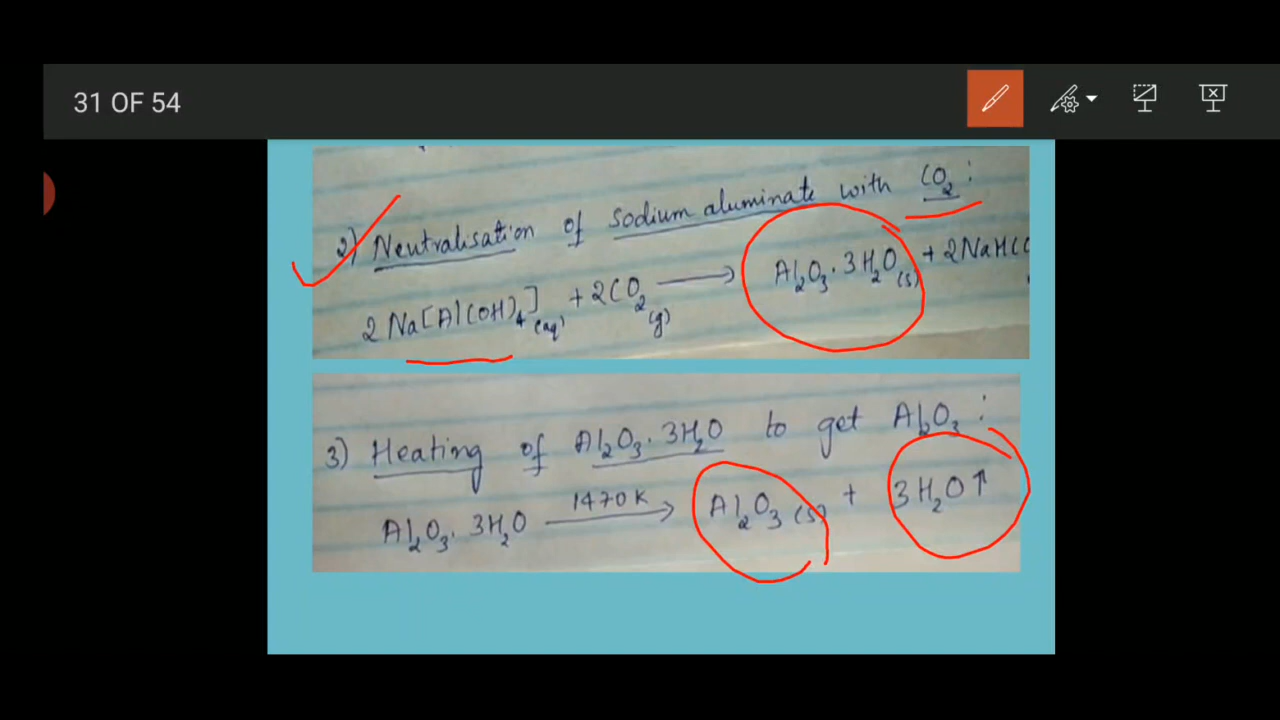 31 OF 54
2) Neutralisation of sodium aluminate with CO₂ :
2 Na[Al(OH)₄](aq) + 2CO₂(g) ⟶ Al₂O₃·3H₂O(s) + 2NaHC
3) Heating of Al₂O₃·3H₂O to get Al₂O₃ :
Al₂O₃·3H₂O —1470 K→ Al₂O₃(s) + 3H₂O↑